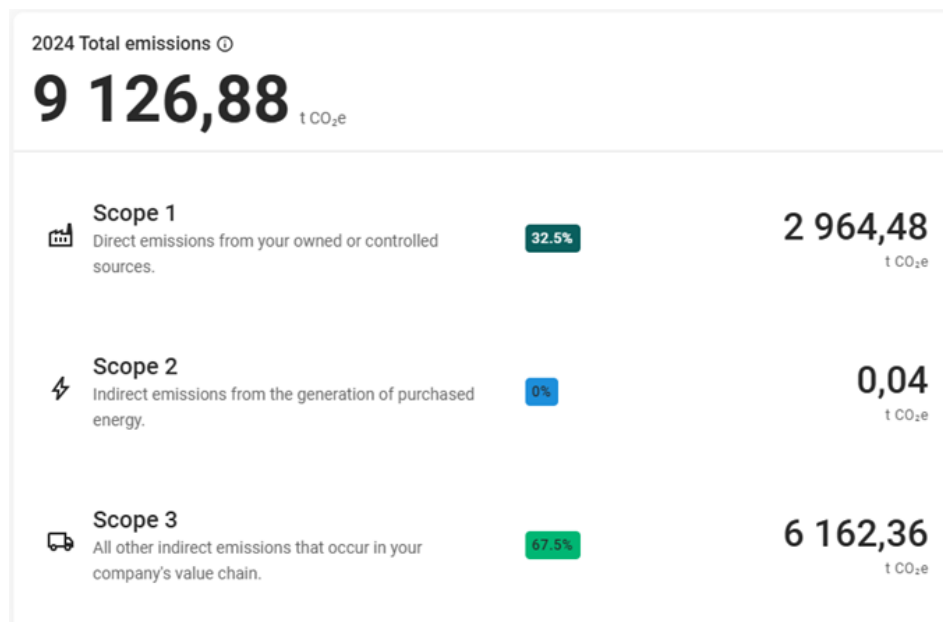 2024 Total emissions
9 126,88 t CO₂e
Scope 1
Direct emissions from your owned or controlled
sources.
32.5%
2 964,48
t CO₂e
Scope 2
Indirect emissions from the generation of purchased
energy.
0%
0,04
t CO₂e
Scope 3
All other indirect emissions that occur in your
company's value chain.
67.5%
6 162,36
t CO₂e